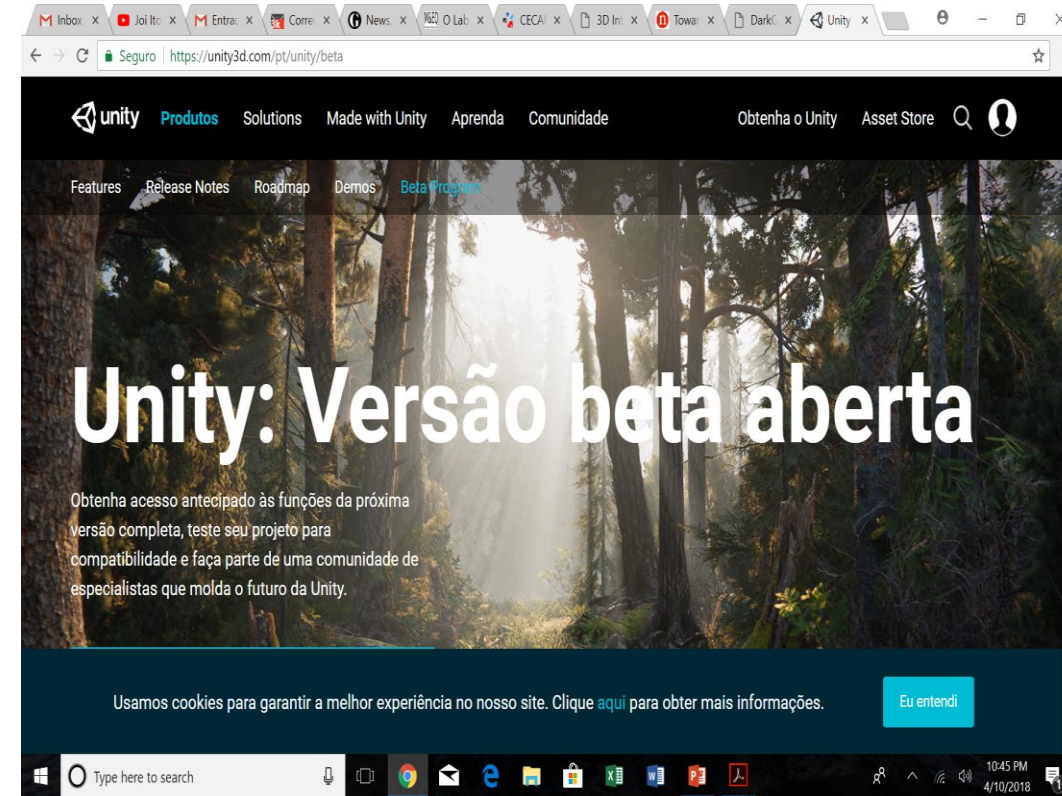 Inbox
Joi Ito
Entrad
Correi
News.
O Lab
CECAM
3D Int
Towar
DarkG
Unity
Seguro | https://unity3d.com/pt/unity/beta
unity Produtos Solutions Made with Unity Aprenda Comunidade Obtenha o Unity Asset Store
Features Release Notes Roadmap Demos Beta Program
Unity: Versão beta aberta
Obtenha acesso antecipado às funções da próxima
versão completa, teste seu projeto para
compatibilidade e faça parte de uma comunidade de
especialistas que molda o futuro da Unity.
Usamos cookies para garantir a melhor experiência no nosso site. Clique aqui para obter mais informações. Eu entendi
Type here to search
10:45 PM
4/10/2018